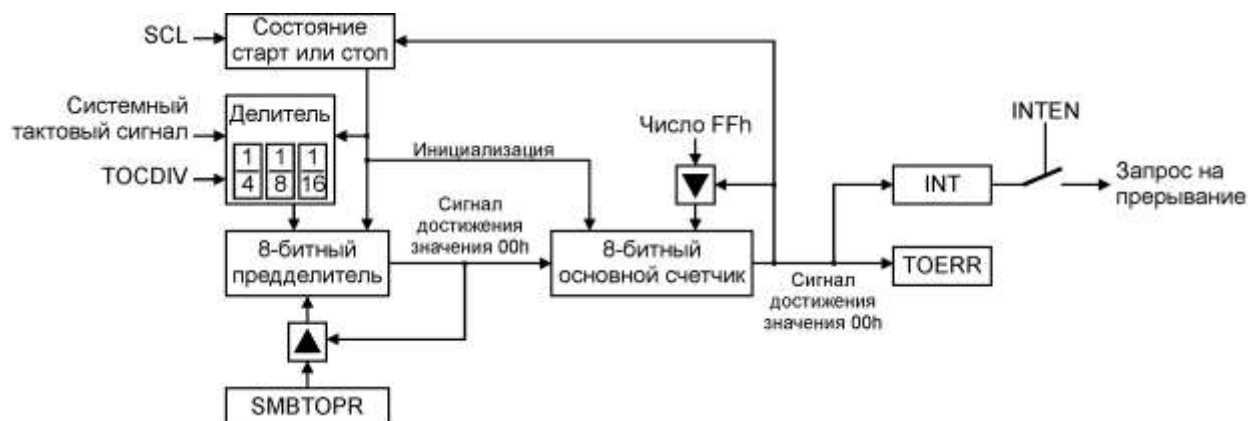 SCL
Состояние
старт или стоп
Системный
тактовый сигнал
TOCDIV
Делитель
1 1 1
4 8 16
Инициализация
Число FFh
INTEN
INT
Запрос на
прерывание
Сигнал
достижения
значения 00h
8-битный
предделитель
8-битный
основной счетчик
TOERR
Сигнал
достижения
значения 00h
SMBTOPR